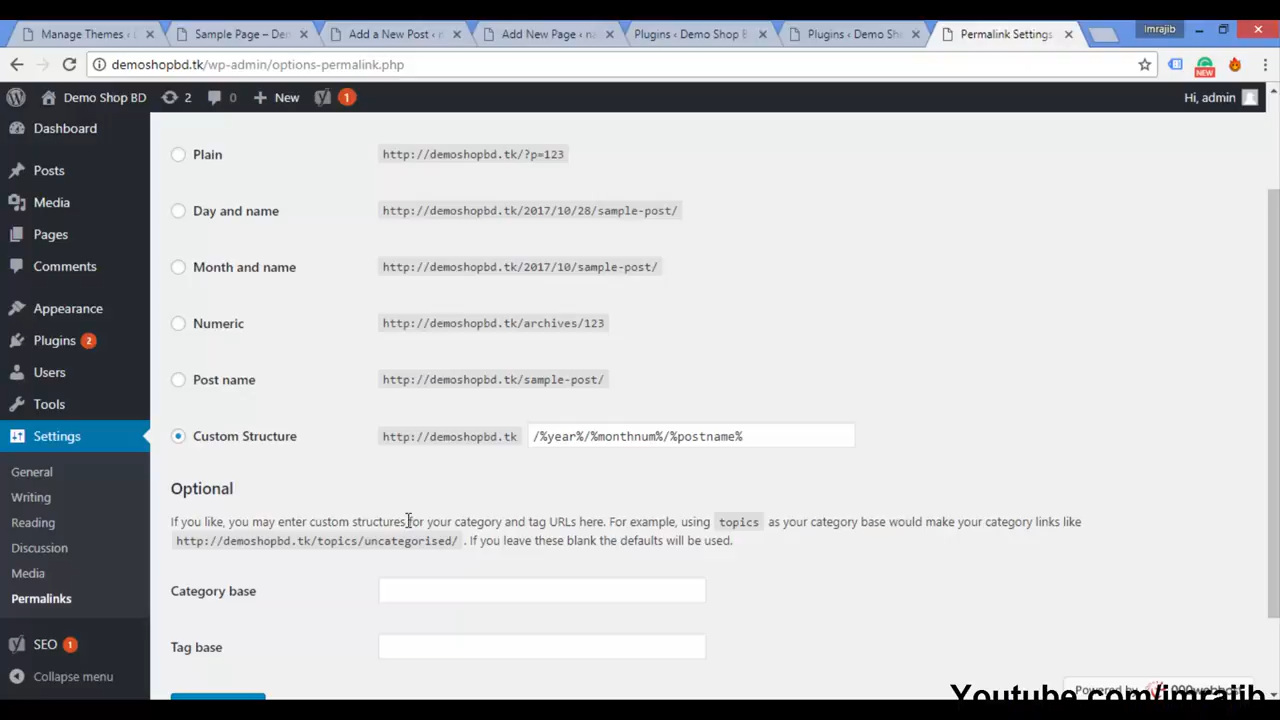 Manage Themes ‹
Sample Page – Den
Add a New Post ‹
Add New Page ‹ na
Plugins ‹ Demo Shop B
Plugins ‹ Demo Sh
Permalink Settings
Imrajib
demoshopbd.tk/wp-admin/options-permalink.php
NEW
Demo Shop BD
2
0
New
1
Hi, admin
Dashboard
Posts
Media
Pages
Comments
Appearance
Plugins 2
Users
Tools
Settings
General
Writing
Reading
Discussion
Media
Permalinks
SEO 1
Collapse menu
Plain http://demoshopbd.tk/?p=123
Day and name http://demoshopbd.tk/2017/10/28/sample-post/
Month and name http://demoshopbd.tk/2017/10/sample-post/
Numeric http://demoshopbd.tk/archives/123
Post name http://demoshopbd.tk/sample-post/
Custom Structure http://demoshopbd.tk /%year%/%monthnum%/%postname%
Optional
If you like, you may enter custom structures for your category and tag URLs here. For example, using topics as your category base would make your category links like
http://demoshopbd.tk/topics/uncategorised/ . If you leave these blank the defaults will be used.
Category base
Tag base
Powered by
Youtube.com/imrajib